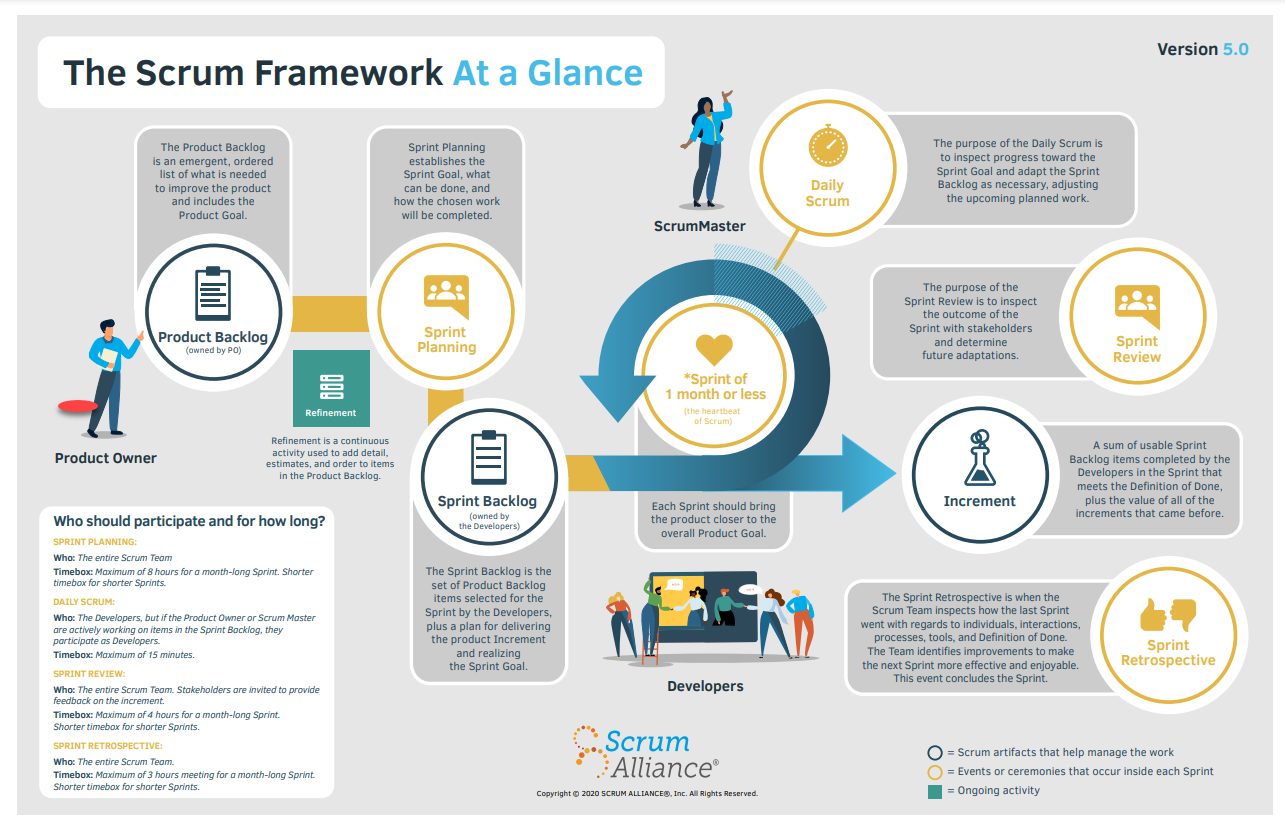 The Scrum Framework At a Glance
Version 5.0
The Product Backlog
is an emergent, ordered
list of what is needed
to improve the product
and includes the
Product Goal.
Product Backlog
(owned by PO)
Product Owner
Sprint Planning
establishes the
Sprint Goal, what
can be done, and
how the chosen work
will be completed.
Sprint
Planning
Refinement
Refinement is a continuous
activity used to add detail,
estimates, and order to items
in the Product Backlog.
Sprint Backlog
(owned by
the Developers)
The Sprint Backlog is the
set of Product Backlog
items selected for the
Sprint by the Developers,
plus a plan for delivering
the product Increment
and realizing
the Sprint Goal.
ScrumMaster
Daily
Scrum
The purpose of the Daily Scrum is
to inspect progress toward the
Sprint Goal and adapt the Sprint
Backlog as necessary, adjusting
the upcoming planned work.
*Sprint of
1 month or less
(the heartbeat
of Scrum)
Each Sprint should bring
the product closer to the
overall Product Goal.
Developers
The purpose of the
Sprint Review is to inspect
the outcome of the
Sprint with stakeholders
and determine
future adaptations.
Sprint
Review
Increment
A sum of usable Sprint
Backlog items completed by the
Developers in the Sprint that
meets the Definition of Done,
plus the value of all of the
increments that came before.
The Sprint Retrospective is when the
Scrum Team inspects how the last Sprint
went with regards to individuals, interactions,
processes, tools, and Definition of Done.
The Team identifies improvements to make
the next Sprint more effective and enjoyable.
This event concludes the Sprint.
Sprint
Retrospective
Who should participate and for how long?
SPRINT PLANNING:
Who: The entire Scrum Team
Timebox: Maximum of 8 hours for a month-long Sprint. Shorter
timebox for shorter Sprints.
DAILY SCRUM:
Who: The Developers, but if the Product Owner or Scrum Master
are actively working on items in the Sprint Backlog, they
participate as Developers.
Timebox: Maximum of 15 minutes.
SPRINT REVIEW:
Who: The entire Scrum Team. Stakeholders are invited to provide
feedback on the increment.
Timebox: Maximum of 4 hours for a month-long Sprint.
Shorter timebox for shorter Sprints.
SPRINT RETROSPECTIVE:
Who: The entire Scrum Team.
Timebox: Maximum of 3 hours meeting for a month-long Sprint.
Shorter timebox for shorter Sprints.
Scrum
Alliance®
Copyright © 2020 SCRUM ALLIANCE®, Inc. All Rights Reserved.
= Scrum artifacts that help manage the work
= Events or ceremonies that occur inside each Sprint
= Ongoing activity